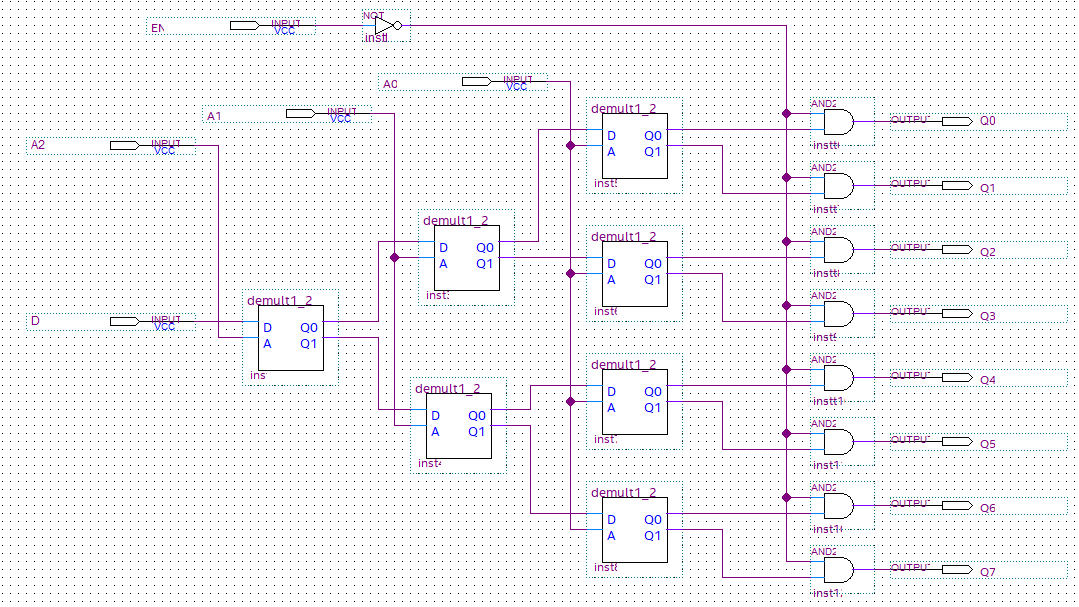 EN INPUT VCC NOT
A0 INPUT VCC
A1 INPUT VCC
A2 INPUT VCC
D INPUT VCC
demult1_2
D Q0
A Q1
demult1_2
D Q0
A Q1
demult1_2
D Q0
A Q1
demult1_2
D Q0
A Q1
demult1_2
D Q0
A Q1
demult1_2
D Q0
A Q1
demult1_2
D Q0
A Q1
AND2 OUTPUT Q0
AND2 OUTPUT Q1
AND2 OUTPUT Q2
AND2 OUTPUT Q3
AND2 OUTPUT Q4
AND2 OUTPUT Q5
AND2 OUTPUT Q6
AND2 OUTPUT Q7